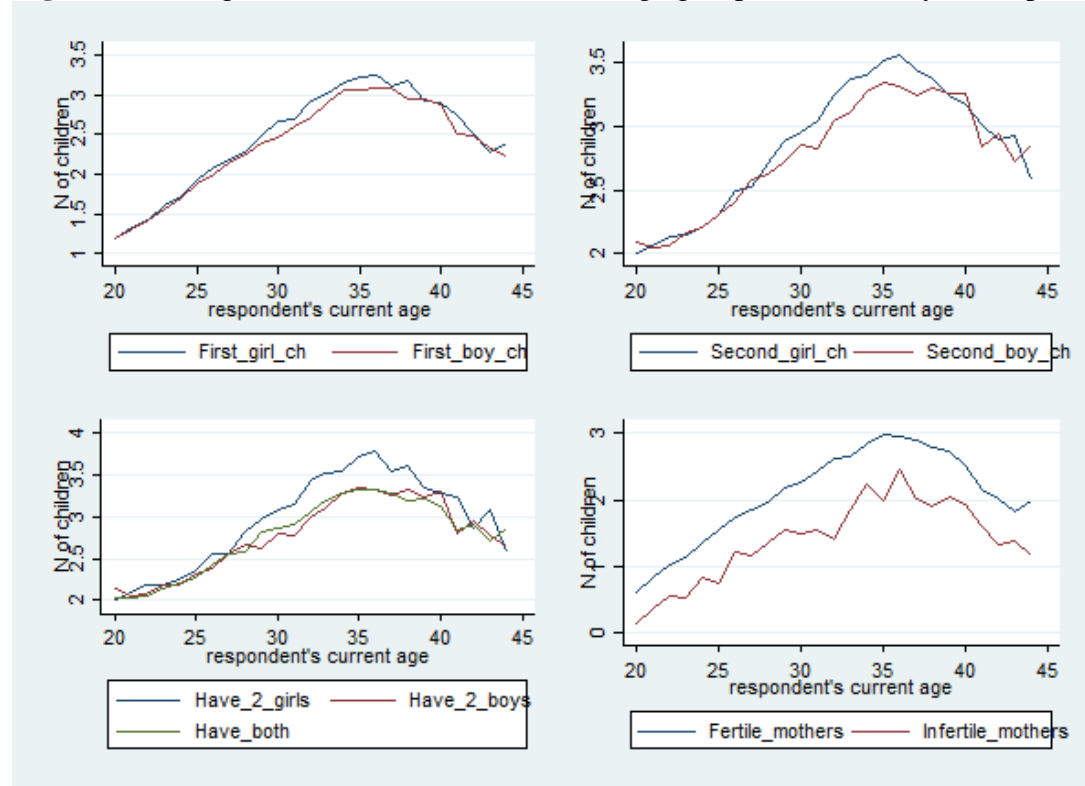 N of children
3.5
3
2.5
2
1.5
1
20 25 30 35 40 45
respondent's current age
First_girl_ch First_boy_ch
N of children
3.5
3
2.5
2
20 25 30 35 40 45
respondent's current age
Second_girl_ch Second_boy_ch
N of children
4
3.5
3
2.5
2
20 25 30 35 40 45
respondent's current age
Have_2_girls Have_2_boys
Have_both
N of children
3
2
1
0
20 25 30 35 40 45
respondent's current age
Fertile_mothers Infertile_mothers